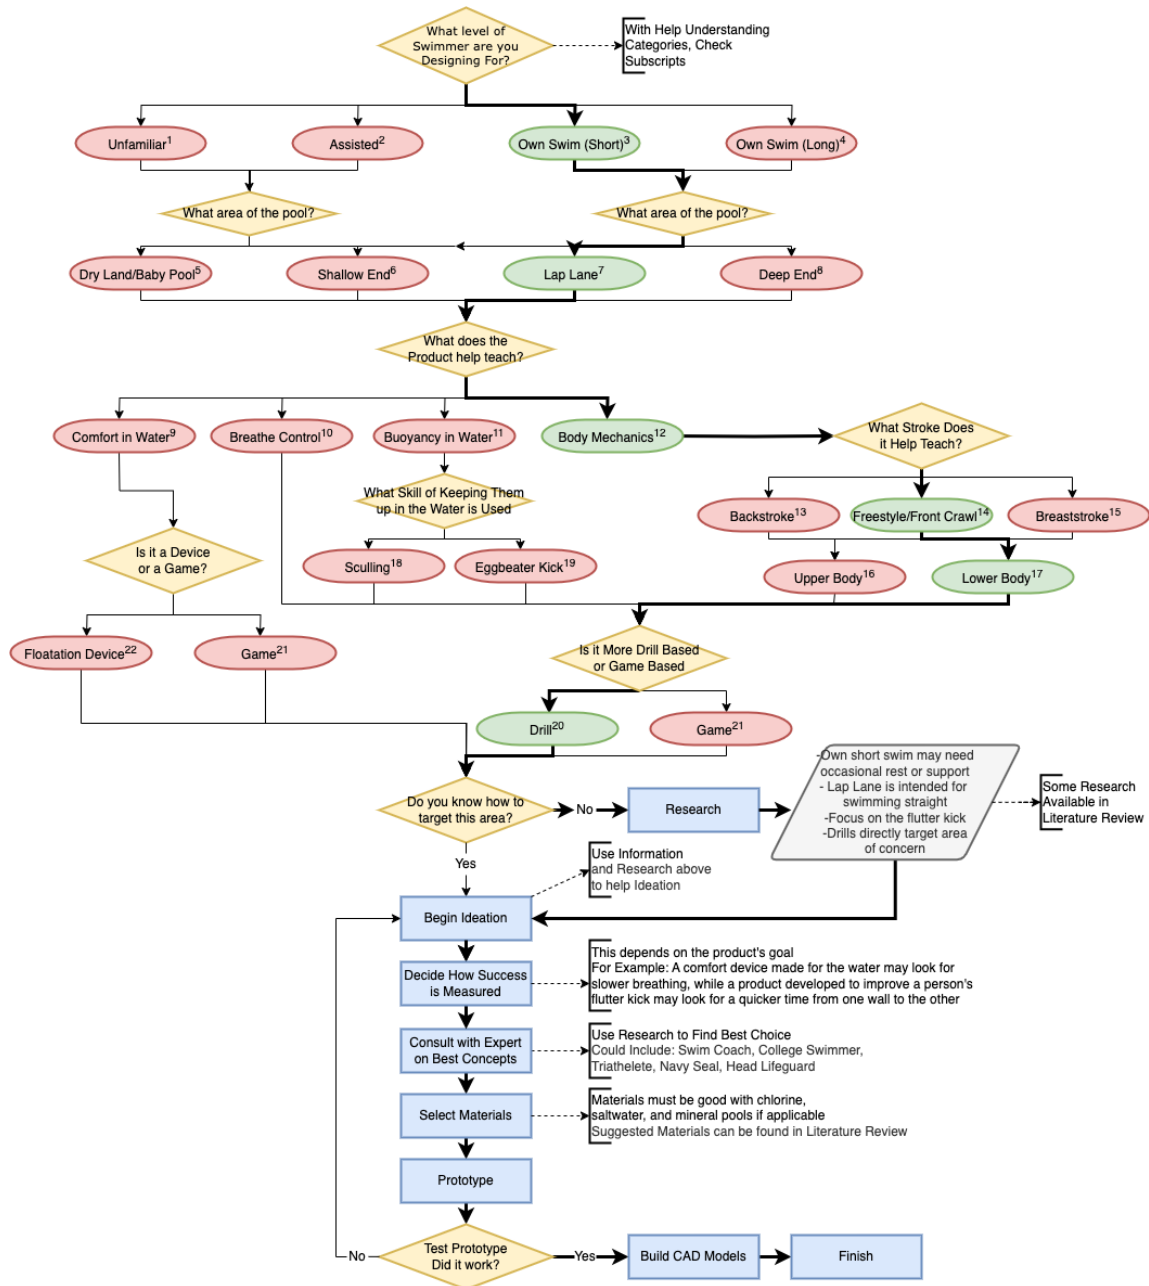 What level of
Swimmer are you
Designing For?
With Help Understanding
Categories, Check
Subscripts
Unfamiliar1
Assisted2
Own Swim (Short)3
Own Swim (Long)4
What area of the pool?
What area of the pool?
Dry Land/Baby Pool5
Shallow End6
Lap Lane7
Deep End8
What does the
Product help teach?
Comfort in Water9
Breathe Control10
Buoyancy in Water11
Body Mechanics12
What Stroke Does
it Help Teach?
What Skill of Keeping Them
up in the Water is Used
Backstroke13
Freestyle/Front Crawl14
Breaststroke15
Is it a Device
or a Game?
Sculling18
Eggbeater Kick19
Upper Body16
Lower Body17
Floatation Device22
Game21
Is it More Drill Based
or Game Based
Drill20
Game21
Do you know how to
target this area?
No
Research
-Own short swim may need
occasional rest or support
- Lap Lane is intended for
swimming straight
-Focus on the flutter kick
-Drills directly target area
of concern
Some Research
Available in
Literature Review
Yes
Use Information
and Research above
to help Ideation
Begin Ideation
Decide How Success
is Measured
This depends on the product's goal
For Example: A comfort device made for the water may look for
slower breathing, while a product developed to improve a person's
flutter kick may look for a quicker time from one wall to the other
Consult with Expert
on Best Concepts
Use Research to Find Best Choice
Could Include: Swim Coach, College Swimmer,
Triathelete, Navy Seal, Head Lifeguard
Select Materials
Materials must be good with chlorine,
saltwater, and mineral pools if applicable
Suggested Materials can be found in Literature Review
Prototype
Test Prototype
Did it work?
No
Yes
Build CAD Models
Finish